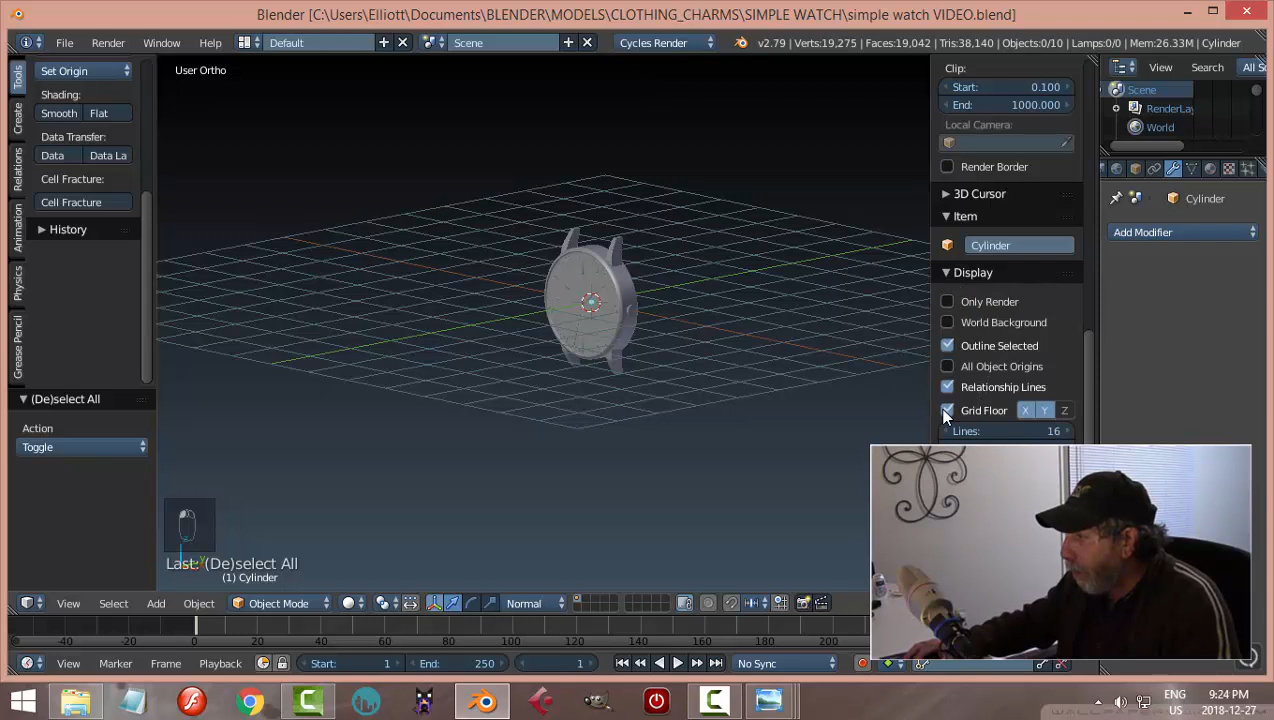 Blender [C:\Users\Elliott\Documents\BLENDER\MODELS\CLOTHING_CHARMS\SIMPLE WATCH\simple watch VIDEO.blend]
File Render Window Help Default Scene Cycles Render v2.79 | Verts:19,275 | Faces:19,042 | Tris:38,140 | Objects:0/10 | Lamps:0/0 | Mem:26.33M | Cylinder
Tools
Create
Relations
Animation
Physics
Grease Pencil
Set Origin
Shading:
Smooth Flat
Data Transfer:
Data Data La
Cell Fracture:
Cell Fracture
History
(De)select All
Action
Toggle
User Ortho
Last: (De)select All
(1) Cylinder
Clip:
Start: 0.100
End: 1000.000
Local Camera:
Render Border
3D Cursor
Item
Cylinder
Display
Only Render
World Background
Outline Selected
All Object Origins
Relationship Lines
Grid Floor X Y Z
Lines: 16
View Search All Sc
Scene
RenderLay
World
Cylinder
Add Modifier
View Select Add Object Object Mode Normal
-40 -20 0 20 40 60 80 100 120 140 160 180 200
View Marker Frame Playback Start: 1 End: 250 1 No Sync
ENG
US
9:24 PM
2018-12-27